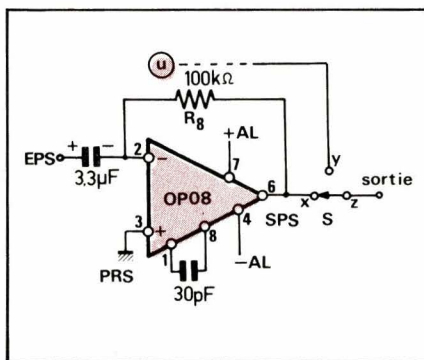 u
100kΩ
R8
+AL
EPS
+
-
2
-
7
y
3,3µF
OP08
6
sortie
3
+
8
4
SPS
x
S
z
1
PRS
-AL
30pF